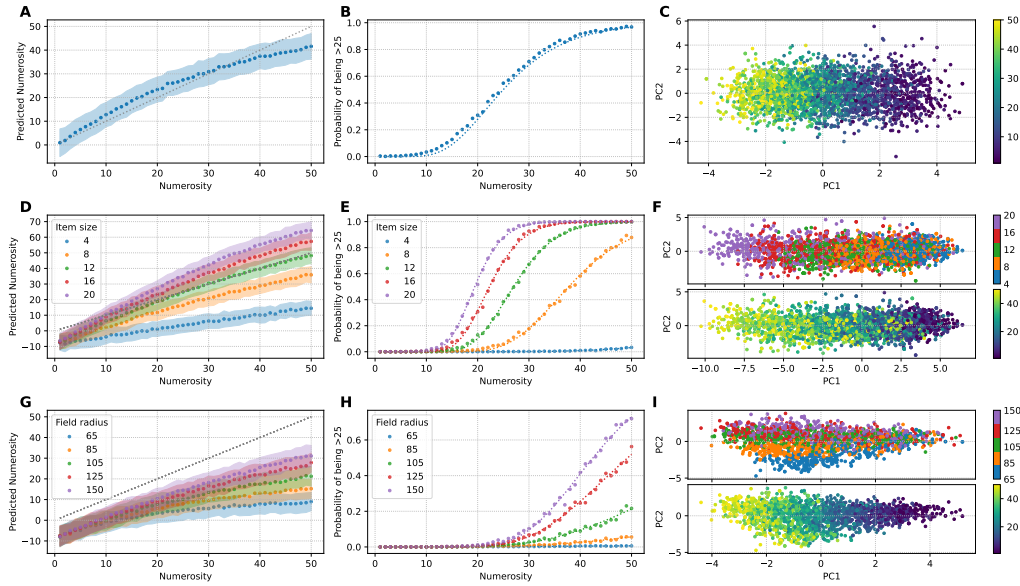 A
50
40
30
20
10
0
Predicted Numerosity
0 10 20 30 40 50
Numerosity
B
1.0
0.8
0.6
0.4
0.2
0.0
Probability of being >25
0 10 20 30 40 50
Numerosity
C
6
4
2
0
−2
−4
PC2
−4 −2 0 2 4
PC1
50
40
30
20
10
D
70
60
50
40
30
20
10
0
−10
Predicted Numerosity
Item size
4
8
12
16
20
0 10 20 30 40 50
Numerosity
E
1.0
0.8
0.6
0.4
0.2
0.0
Probability of being >25
Item size
4
8
12
16
20
0 10 20 30 40 50
Numerosity
F
5
0
PC2
20
16
12
8
4
5
0
PC2
−10.0 −7.5 −5.0 −2.5 0.0 2.5 5.0
PC1
40
20
G
50
40
30
20
10
0
−10
Predicted Numerosity
Field radius
65
85
105
125
150
0 10 20 30 40 50
Numerosity
H
0.6
0.4
0.2
0.0
Probability of being >25
Field radius
65
85
105
125
150
0 10 20 30 40 50
Numerosity
I
0
−5
PC2
150
125
105
85
65
5
0
−5
PC2
−4 −2 0 2 4
PC1
40
20